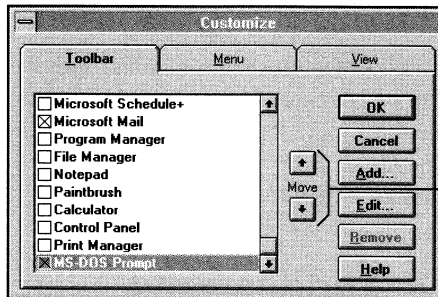 Customize
Toolbar
Menu
View
Microsoft Schedule+
Microsoft Mail
Program Manager
File Manager
Notepad
Paintbrush
Calculator
Control Panel
Print Manager
MS-DOS Prompt
Move
OK
Cancel
Add...
Edit...
Remove
Help